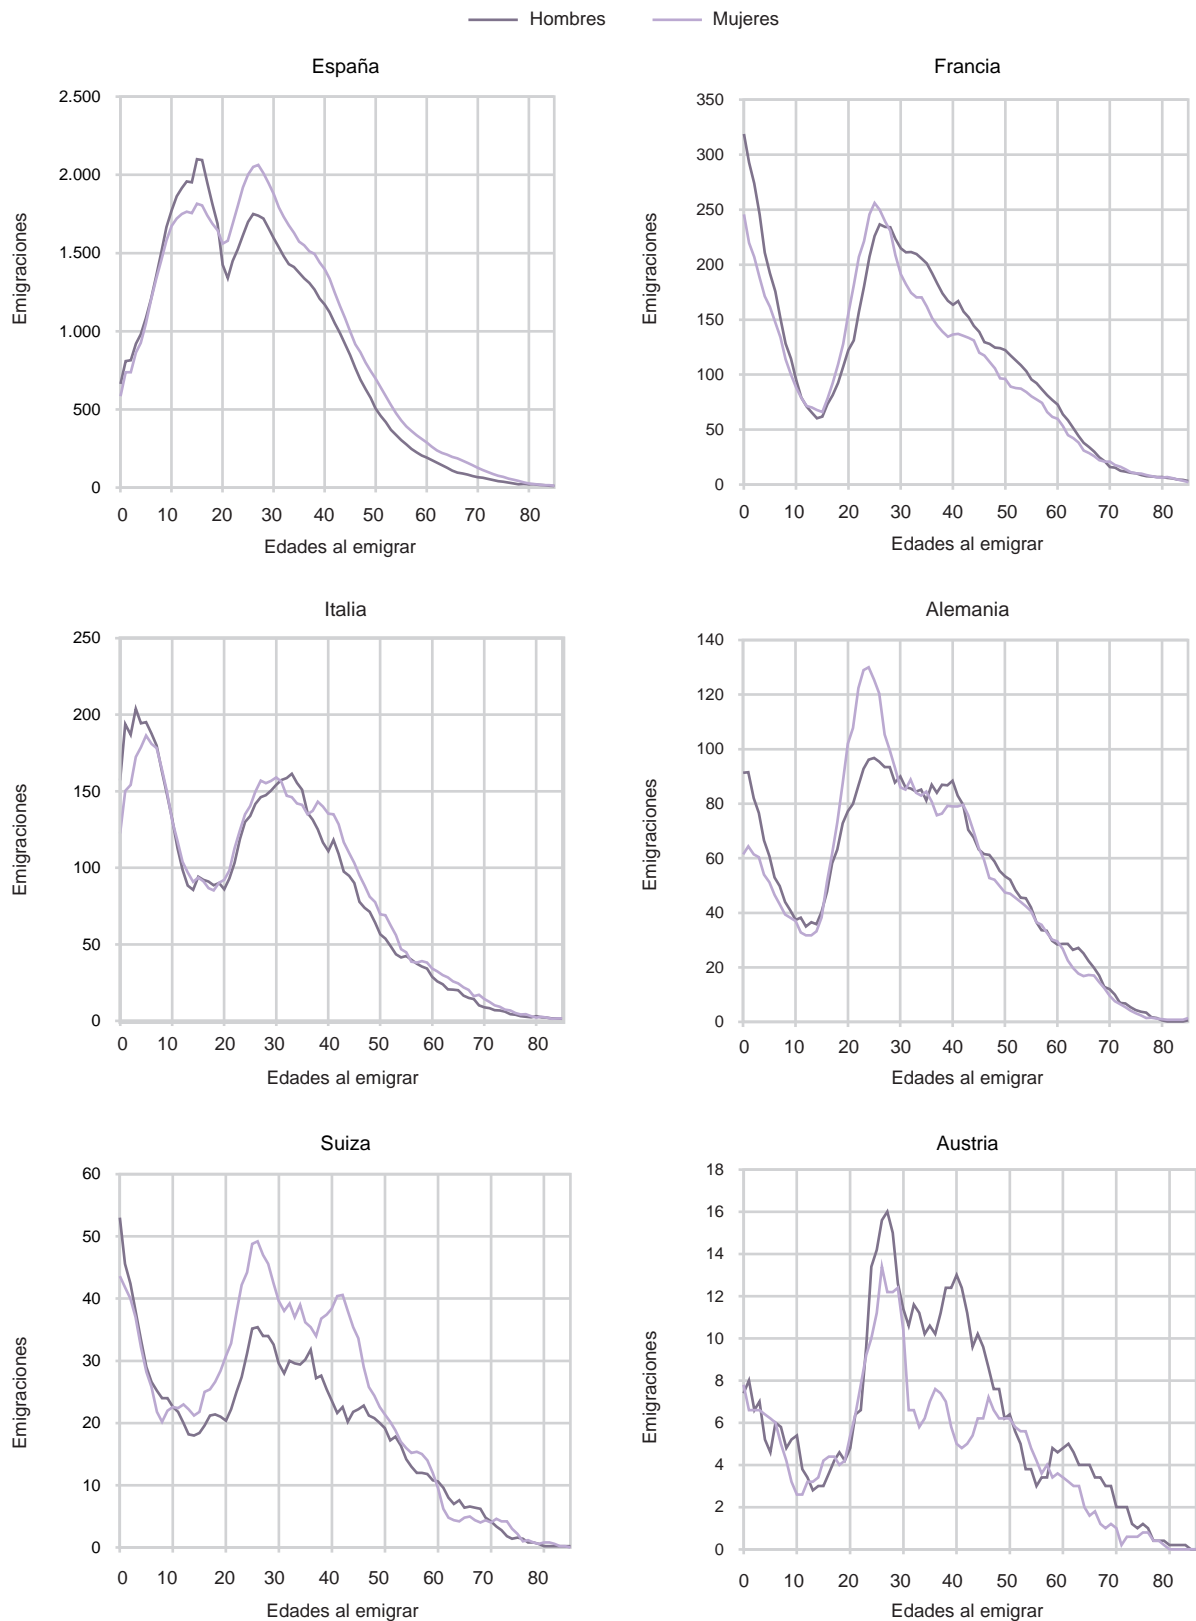 Hombres Mujeres
España
2.500
2.000
1.500
1.000
500
0
Emigraciones
0 10 20 30 40 50 60 70 80
Edades al emigrar
Francia
350
300
250
200
150
100
50
0
Emigraciones
0 10 20 30 40 50 60 70 80
Edades al emigrar
Italia
250
200
150
100
50
0
Emigraciones
0 10 20 30 40 50 60 70 80
Edades al emigrar
Alemania
140
120
100
80
60
40
20
0
Emigraciones
0 10 20 30 40 50 60 70 80
Edades al emigrar
Suiza
60
50
40
30
20
10
0
Emigraciones
0 10 20 30 40 50 60 70 80
Edades al emigrar
Austria
18
16
14
12
10
8
6
4
2
0
Emigraciones
0 10 20 30 40 50 60 70 80
Edades al emigrar